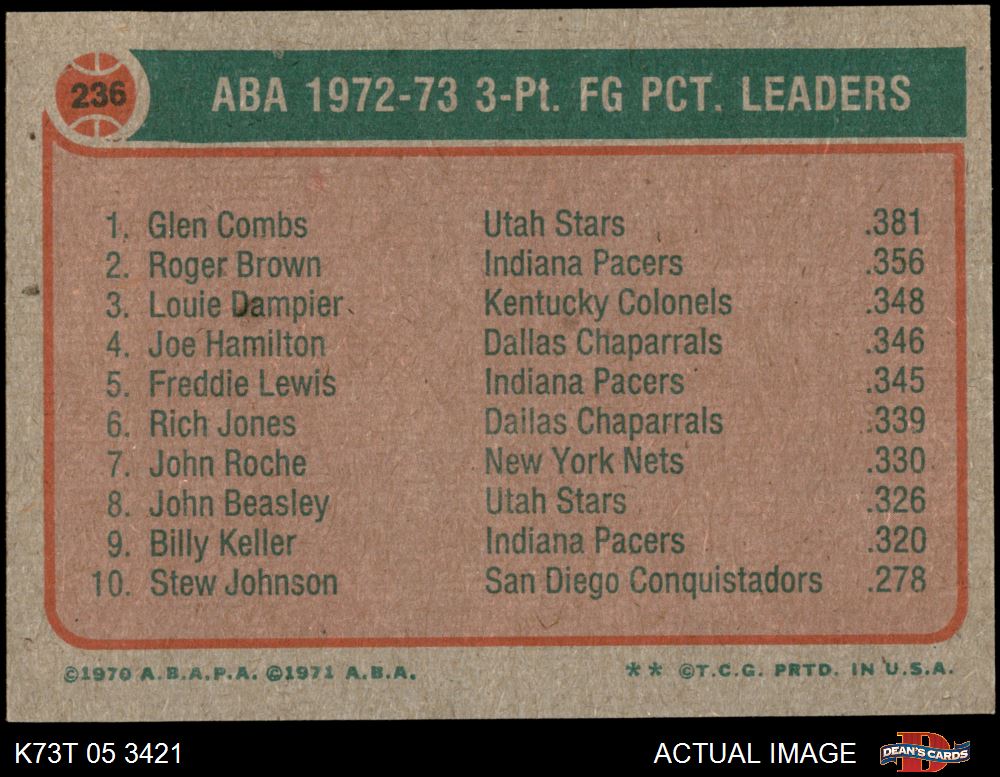 236
ABA 1972-73 3-Pt. FG PCT. LEADERS
1. Glen Combs Utah Stars .381
2. Roger Brown Indiana Pacers .356
3. Louie Dampier Kentucky Colonels .348
4. Joe Hamilton Dallas Chaparrals .346
5. Freddie Lewis Indiana Pacers .345
6. Rich Jones Dallas Chaparrals .339
7. John Roche New York Nets .330
8. John Beasley Utah Stars .326
9. Billy Keller Indiana Pacers .320
10. Stew Johnson San Diego Conquistadors .278
©1970 A.B.A.P.A. ©1971 A.B.A. ** ©T.C.G. PRTD. IN U.S.A.
K73T 05 3421 ACTUAL IMAGE D DEAN'S CARDS